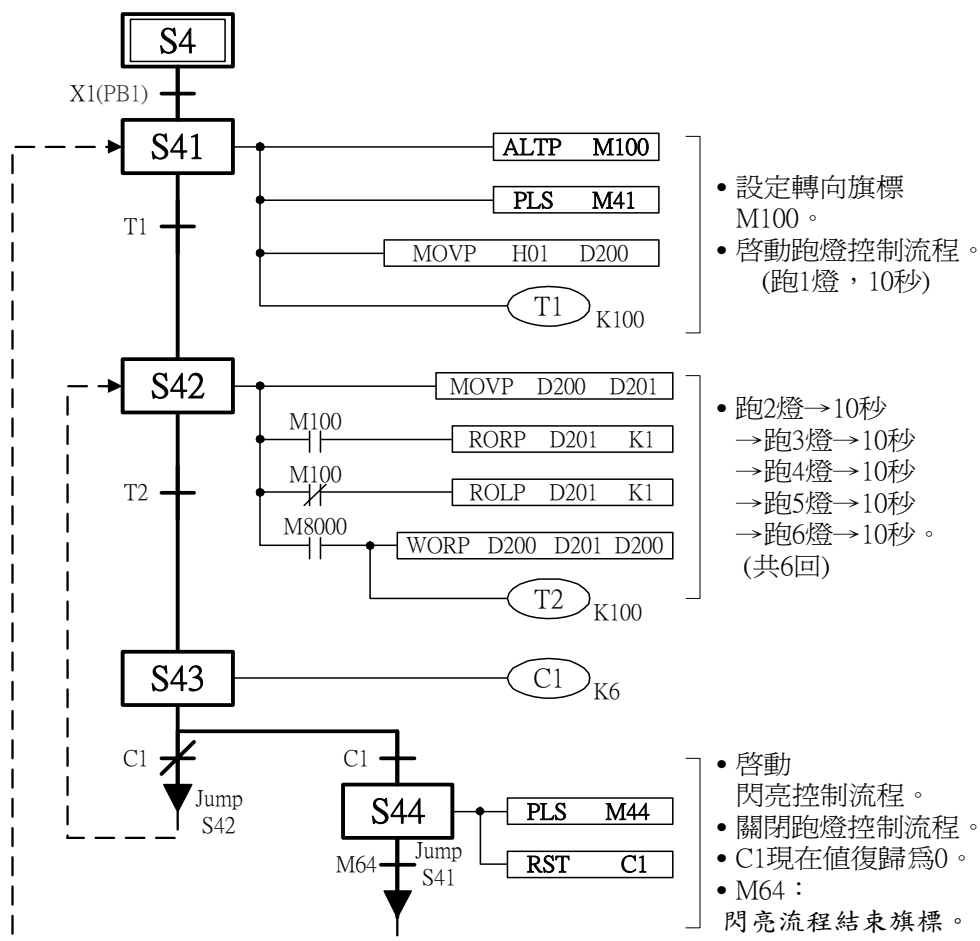 S4
X1(PB1)
S41
ALTP M100
PLS M41
MOVP H01 D200
T1
K100
• 設定轉向旗標
M100。
• 啓動跑燈控制流程。
(跑1燈，10秒)
T1
S42
MOVP D200 D201
M100
RORP D201 K1
M100
ROLP D201 K1
M8000
WORP D200 D201 D200
T2
K100
• 跑2燈→10秒
→跑3燈→10秒
→跑4燈→10秒
→跑5燈→10秒
→跑6燈→10秒。
(共6回)
T2
S43
C1
K6
C1
Jump
S42
C1
S44
PLS M44
RST C1
M64
Jump
S41
• 啓動
閃亮控制流程。
• 關閉跑燈控制流程。
• C1現在值復歸爲0。
• M64：
閃亮流程結束旗標。